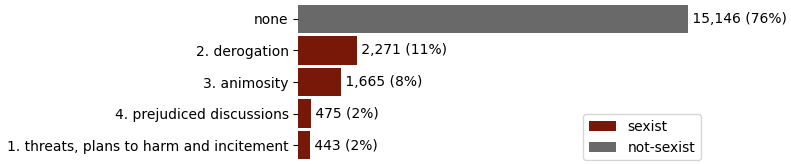 none 15,146 (76%)
2. derogation 2,271 (11%)
3. animosity 1,665 (8%)
4. prejudiced discussions 475 (2%)
1. threats, plans to harm and incitement 443 (2%)
sexist
not-sexist